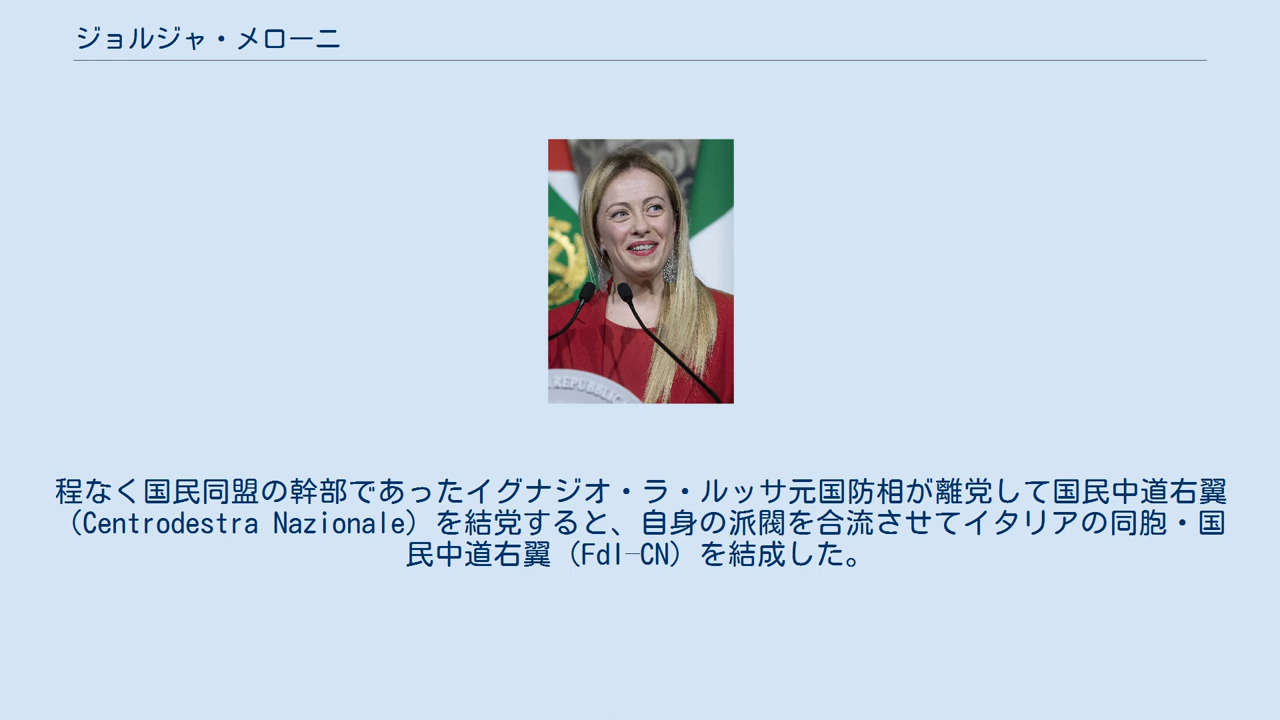 ジョルジャ・メローニ
REPUBBLICA
程なく国民同盟の幹部であったイグナジオ・ラ・ルッサ元国防相が離党して国民中道右翼
（Centrodestra Nazionale）を結党すると、自身の派閥を合流させてイタリアの同胞・国
民中道右翼（FdI–CN）を結成した。